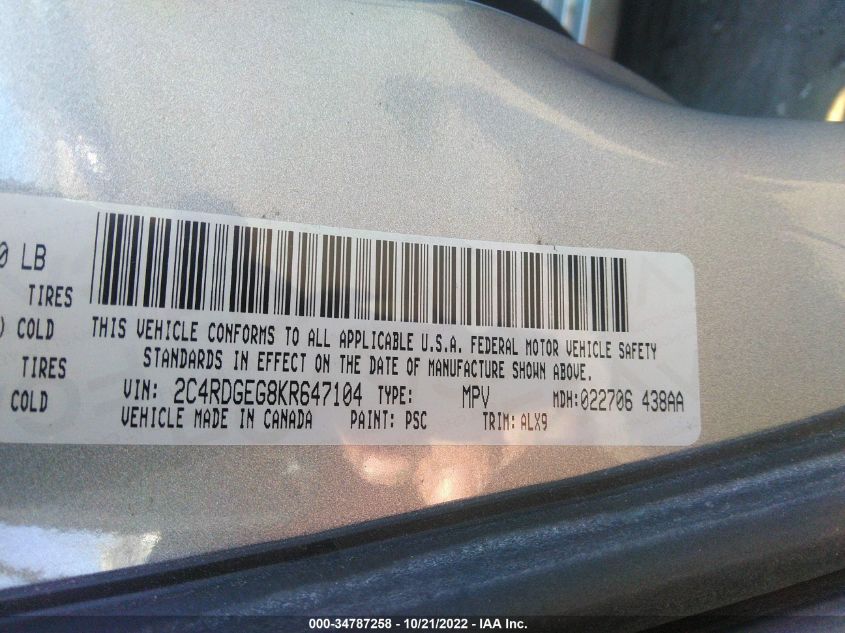 0 LB
TIRES
) COLD
TIRES
COLD
THIS VEHICLE CONFORMS TO ALL APPLICABLE U.S.A. FEDERAL MOTOR VEHICLE SAFETY
STANDARDS IN EFFECT ON THE DATE OF MANUFACTURE SHOWN ABOVE.
VIN: 2C4RDGEG8KR647104 TYPE: MPV MDH:022706 438AA
VEHICLE MADE IN CANADA PAINT: PSC TRIM: ALX9
000-34787258 - 10/21/2022 - IAA Inc.